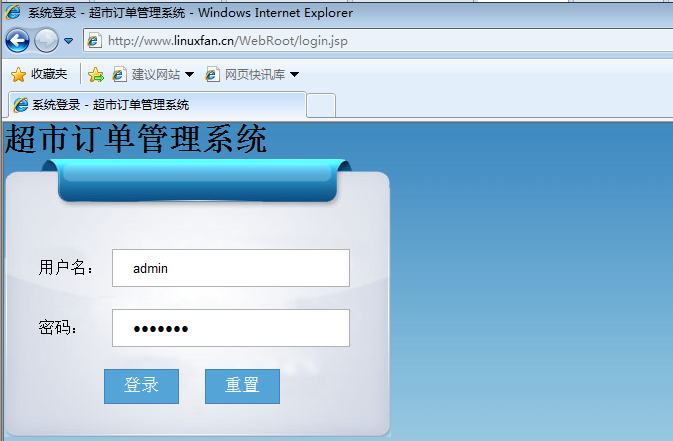 系统登录 - 超市订单管理系统 - Windows Internet Explorer
http://www.linuxfan.cn/WebRoot/login.jsp
收藏夹 建议网站 网页快讯库
系统登录 - 超市订单管理系统
超市订单管理系统
用户名： admin
密码： •••••••
登录 重置